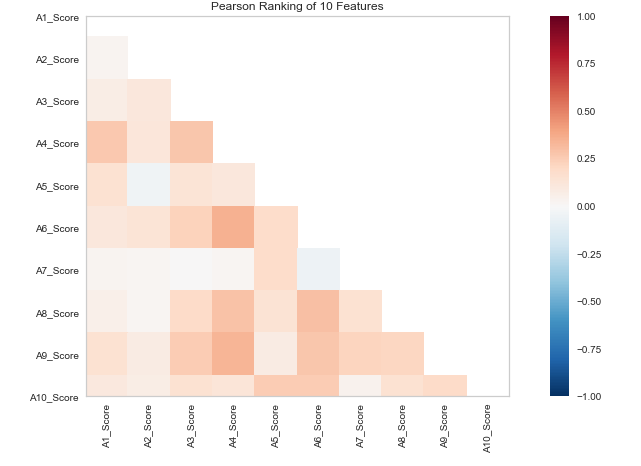 Pearson Ranking of 10 Features
A1_Score
A2_Score
A3_Score
A4_Score
A5_Score
A6_Score
A7_Score
A8_Score
A9_Score
A10_Score
A1_Score
A2_Score
A3_Score
A4_Score
A5_Score
A6_Score
A7_Score
A8_Score
A9_Score
A10_Score
1.00
0.75
0.50
0.25
0.00
−0.25
−0.50
−0.75
−1.00